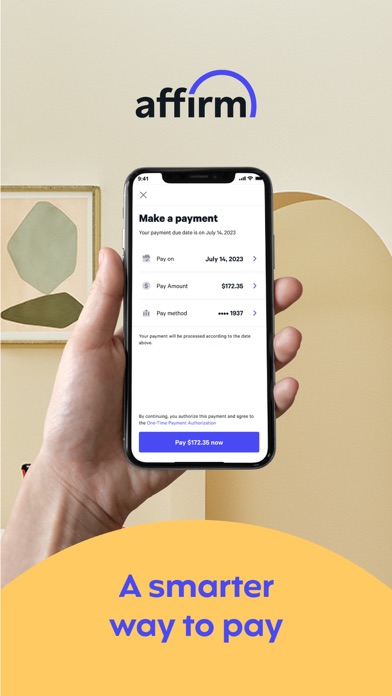 affirm
9:41
Make a payment
Your payment due date is on July 14, 2023
Pay on July 14, 2023
Pay Amount $172.35
Pay method •••• 1937
Your payment will be processed according to the date
above.
By continuing, you authorize this payment and agree to
the One-Time Payment Authorization
Pay $172.35 now
A smarter
way to pay